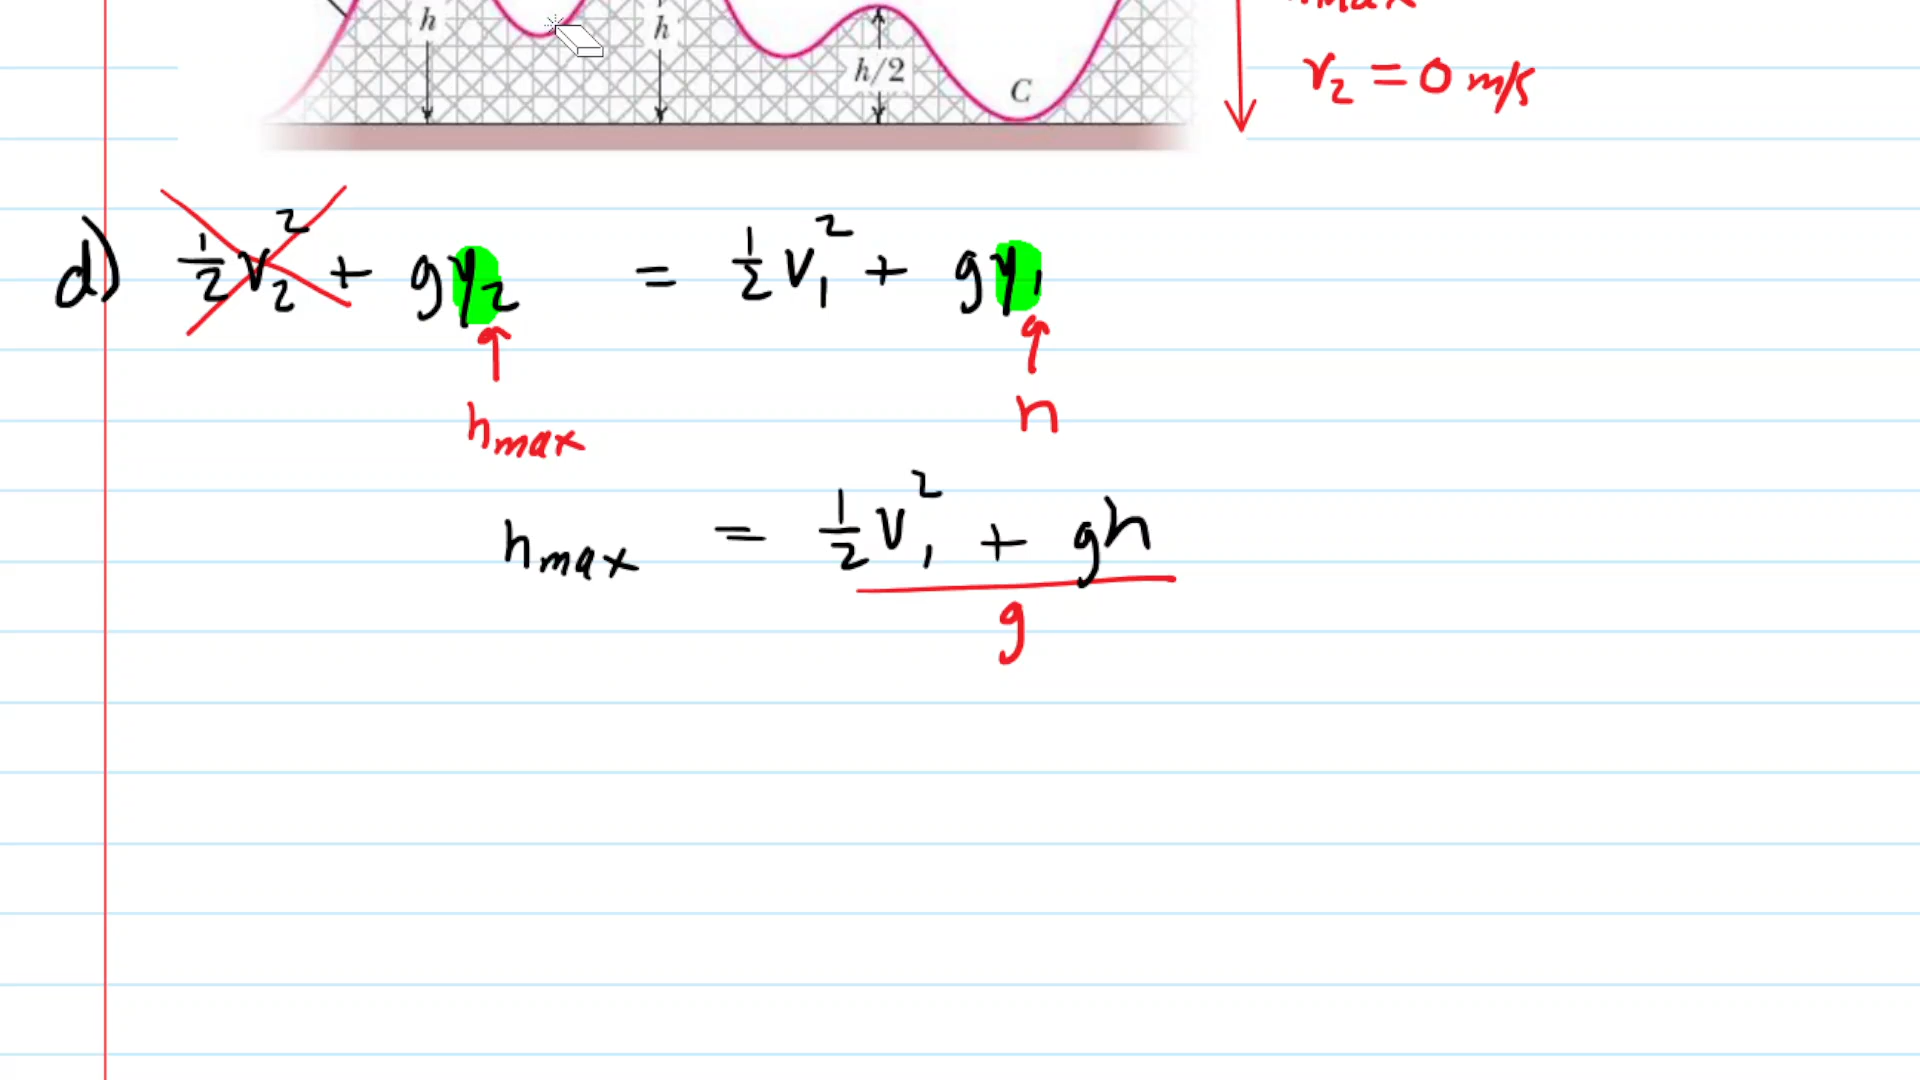 h h h/2 C
v₂ = 0 m/s
d) ½v₂² + gy₂ = ½v₁² + gy₁
hmax h
hmax = ½v₁² + gh
g